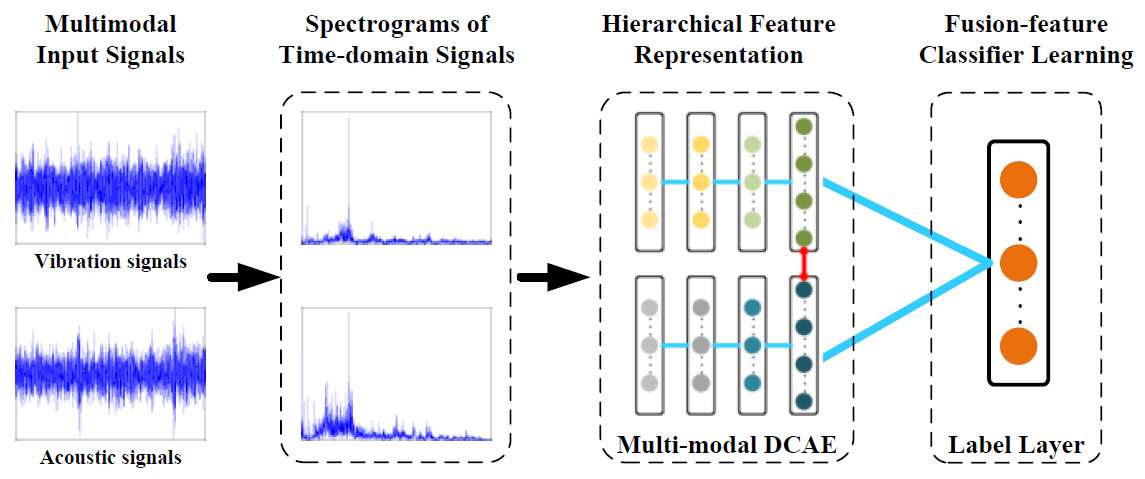 Multimodal
Input Signals
Spectrograms of
Time-domain Signals
Hierarchical Feature
Representation
Fusion-feature
Classifier Learning
Vibration signals
Acoustic signals
Multi-modal DCAE
Label Layer